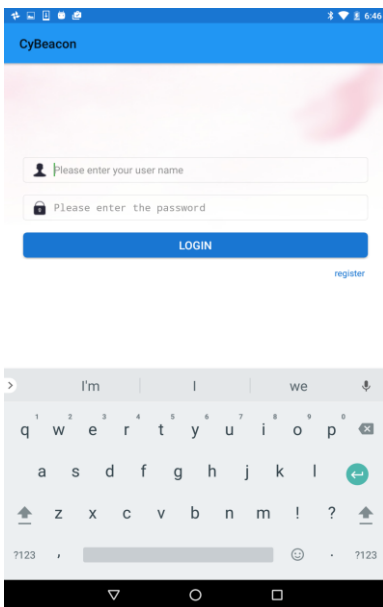 6:46
CyBeacon
Please enter your user name
Please enter the password
LOGIN
register
I'm I we
1 2 3 4 5 6 7 8 9 0
q w e r t y u i o p
a s d f g h j k l
z x c v b n m ! ?
?123 , . ?123